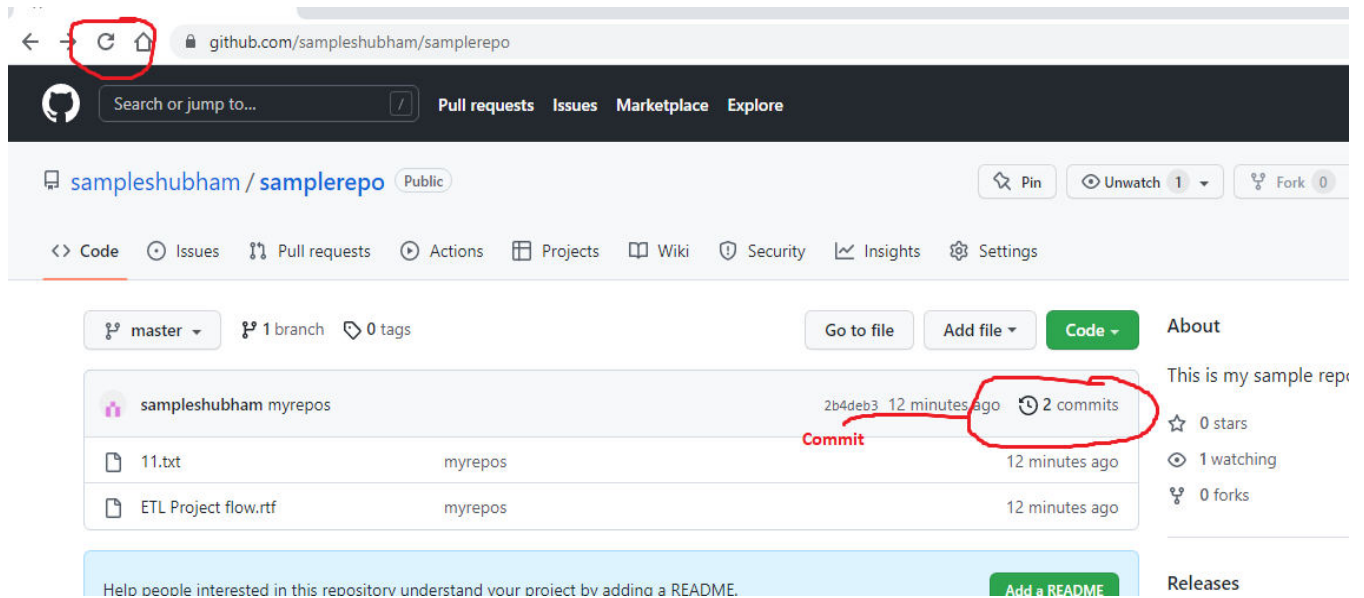 github.com/sampleshubham/samplerepo
Search or jump to... / Pull requests Issues Marketplace Explore
sampleshubham / samplerepo Public Pin Unwatch 1 Fork 0
Code Issues Pull requests Actions Projects Wiki Security Insights Settings
master 1 branch 0 tags Go to file Add file Code About
This is my sample repo
sampleshubham myrepos 2b4deb3 12 minutes ago 2 commits
0 stars
Commit
11.txt myrepos 12 minutes ago 1 watching
0 forks
ETL Project flow.rtf myrepos 12 minutes ago
Help people interested in this repository understand your project by adding a README. Add a README Releases